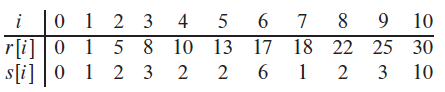 i 0 1 2 3 4 5 6 7 8 9 10
r[i] 0 1 5 8 10 13 17 18 22 25 30
s[i] 0 1 2 3 2 2 6 1 2 3 10